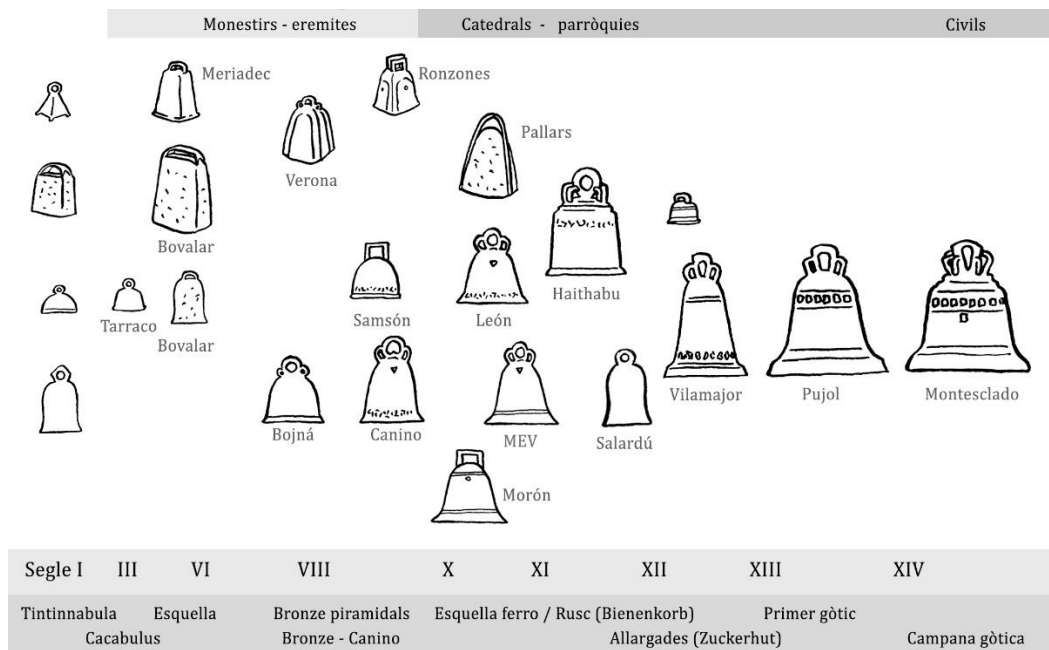 Monestirs - eremites Catedrals - parròquies Civils
Meriadec
Ronzones
Pallars
Verona
Bovalar
Haithabu
Tarraco
Samsón
León
Bovalar
Vilamajor
Pujol
Montesclado
Bojná
Canino
MEV
Salardú
Morón
Segle I III VI VIII X XI XII XIII XIV
Tintinnabula Esquella Bronze piramidals Esquella ferro / Rusc (Bienenkorb) Primer gòtic
Cacabulus Bronze - Canino Allargades (Zuckerhut) Campana gòtica